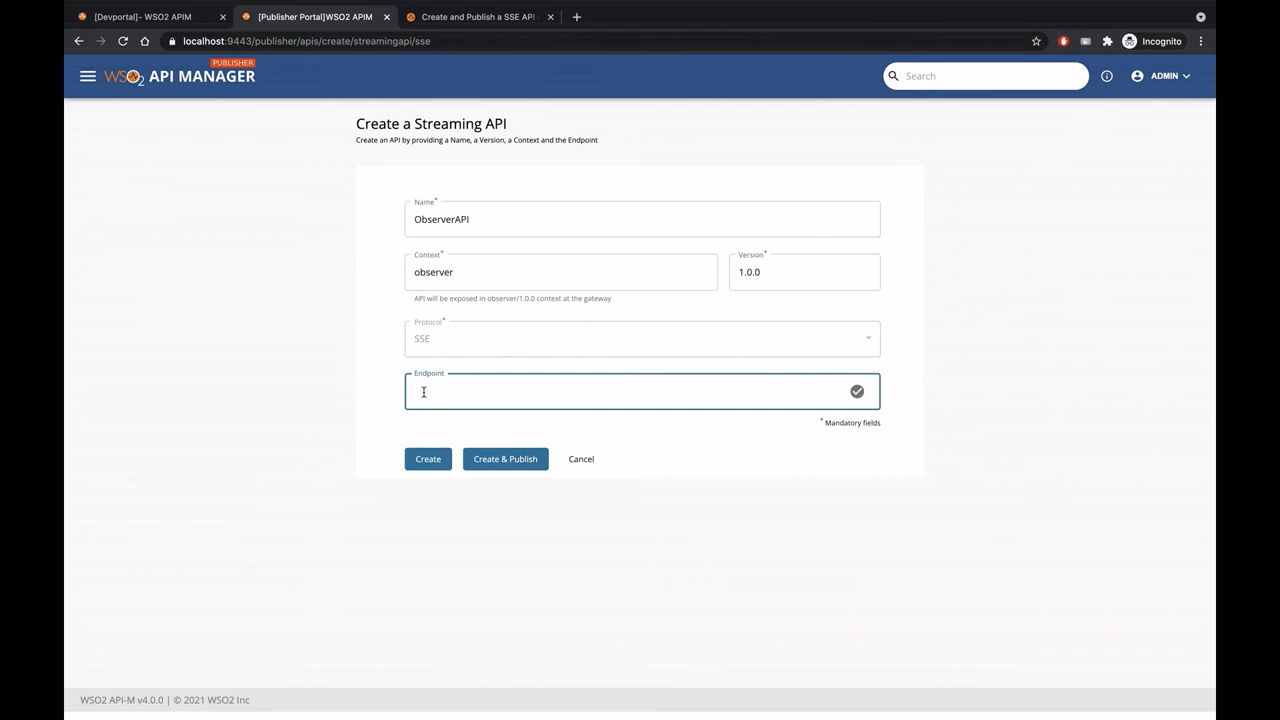 [Devportal]- WSO2 APIM
[Publisher Portal]WSO2 APIM
Create and Publish a SSE API
localhost:9443/publisher/apis/create/streamingapi/sse
Incognito
PUBLISHER
WSO2 API MANAGER
Search
ADMIN
Create a Streaming API
Create an API by providing a Name, a Version, a Context and the Endpoint
Name*
ObserverAPI
Context*
observer
Version*
1.0.0
API will be exposed in observer/1.0.0 context at the gateway
Protocol*
SSE
Endpoint
* Mandatory fields
Create
Create & Publish
Cancel
WSO2 API-M v4.0.0 | © 2021 WSO2 Inc